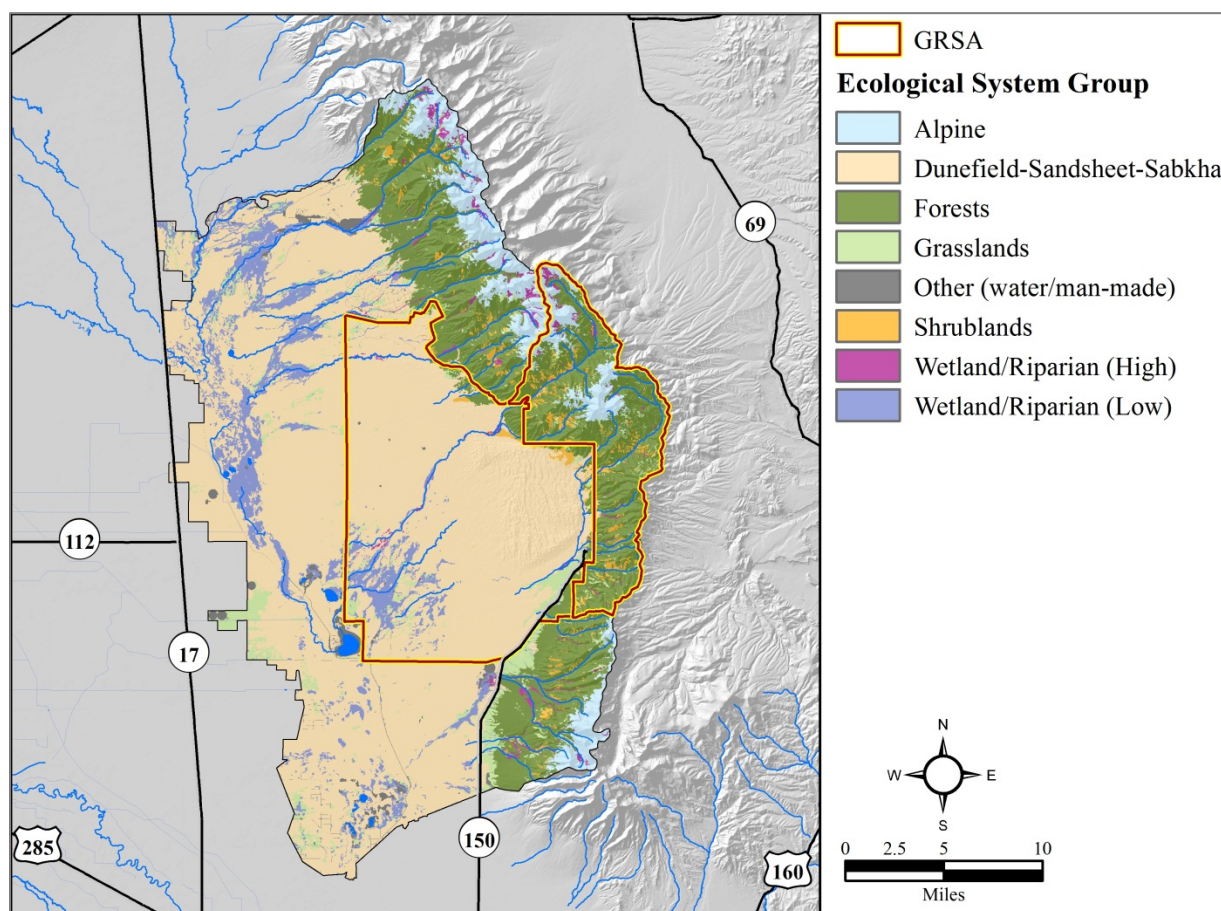 GRSA
Ecological System Group
Alpine
Dunefield-Sandsheet-Sabkha
Forests
Grasslands
Other (water/man-made)
Shrublands
Wetland/Riparian (High)
Wetland/Riparian (Low)
69
112
17
285
150
160
N
W E
S
0 2.5 5 10
Miles